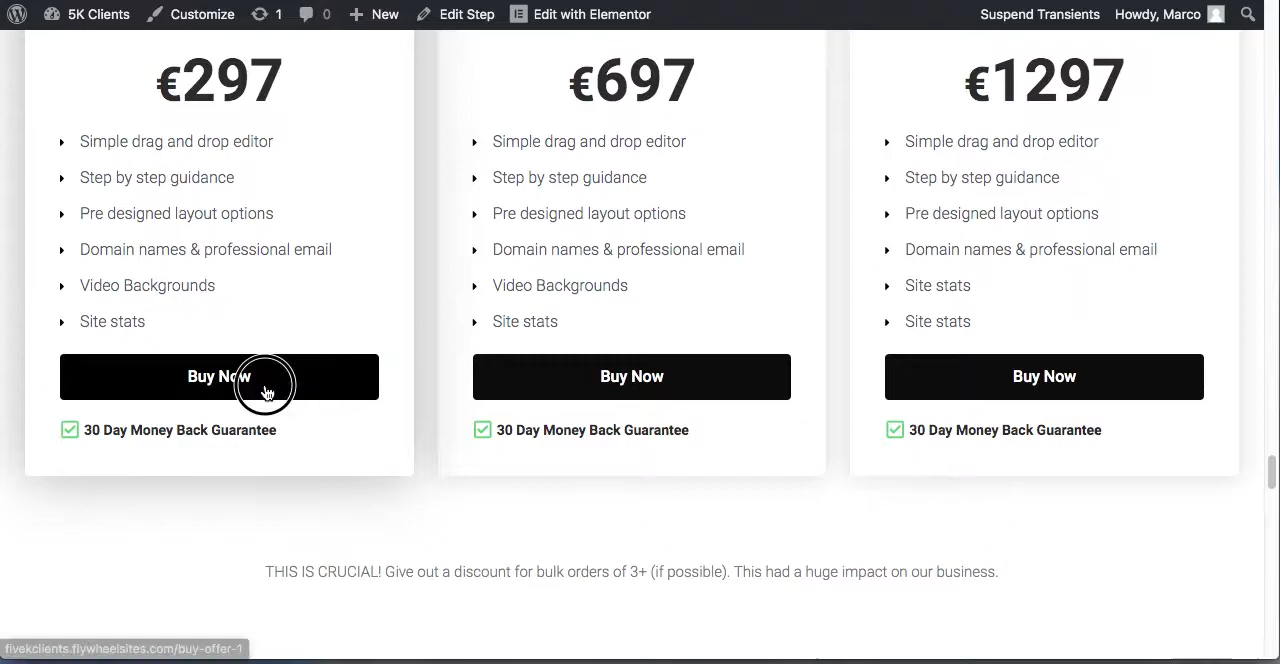 5K Clients Customize 1 0 New Edit Step Edit with Elementor Suspend Transients Howdy, Marco
€297
Simple drag and drop editor
Step by step guidance
Pre designed layout options
Domain names & professional email
Video Backgrounds
Site stats
Buy Now
30 Day Money Back Guarantee
€697
Simple drag and drop editor
Step by step guidance
Pre designed layout options
Domain names & professional email
Video Backgrounds
Site stats
Buy Now
30 Day Money Back Guarantee
€1297
Simple drag and drop editor
Step by step guidance
Pre designed layout options
Domain names & professional email
Site stats
Site stats
Buy Now
30 Day Money Back Guarantee
THIS IS CRUCIAL! Give out a discount for bulk orders of 3+ (if possible). This had a huge impact on our business.
fivekclients.flywheelsites.com/buy-offer-1